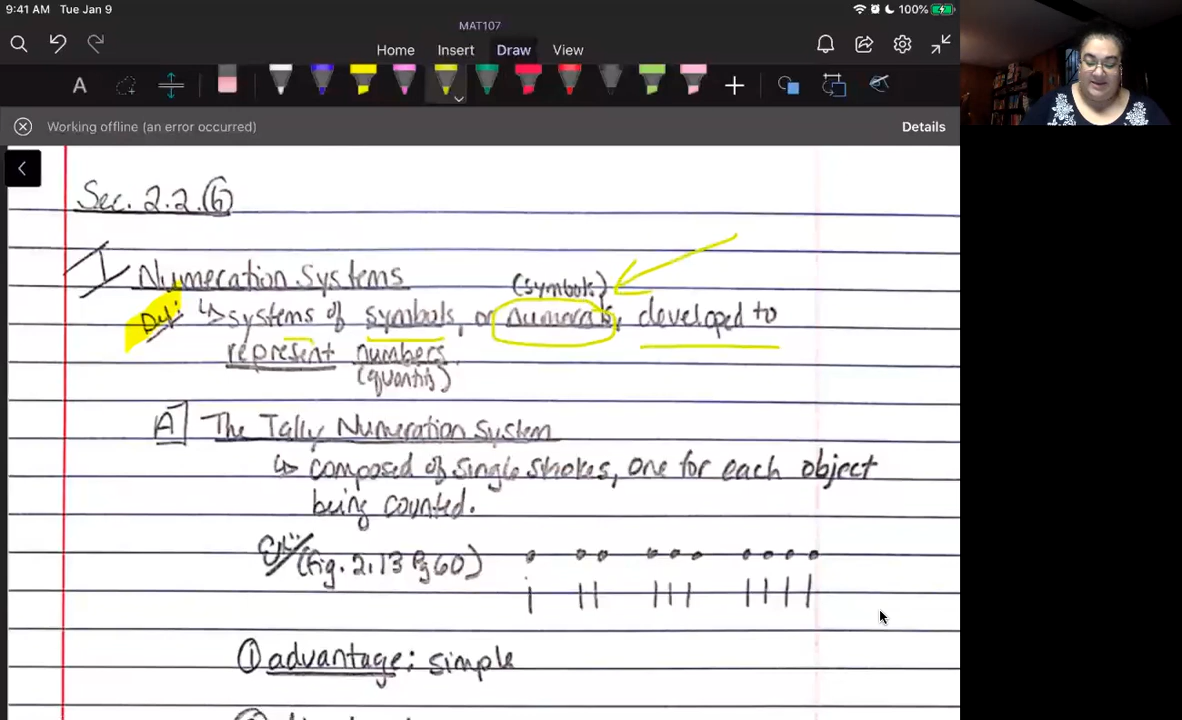 9:41 AM Tue Jan 9
100%
MAT107
Home Insert Draw View
A
Working offline (an error occurred)
Details
Sec. 2.2.6
I Numeration Systems
(symbols)
Def: ↳ systems of symbols, or numerals, developed to
represent numbers
(quantity)
A The Tally Numeration System
↳ composed of single strokes, one for each object
being counted.
(Fig. 2.13 Pg 60)
| || ||| ||||
① advantage: simple